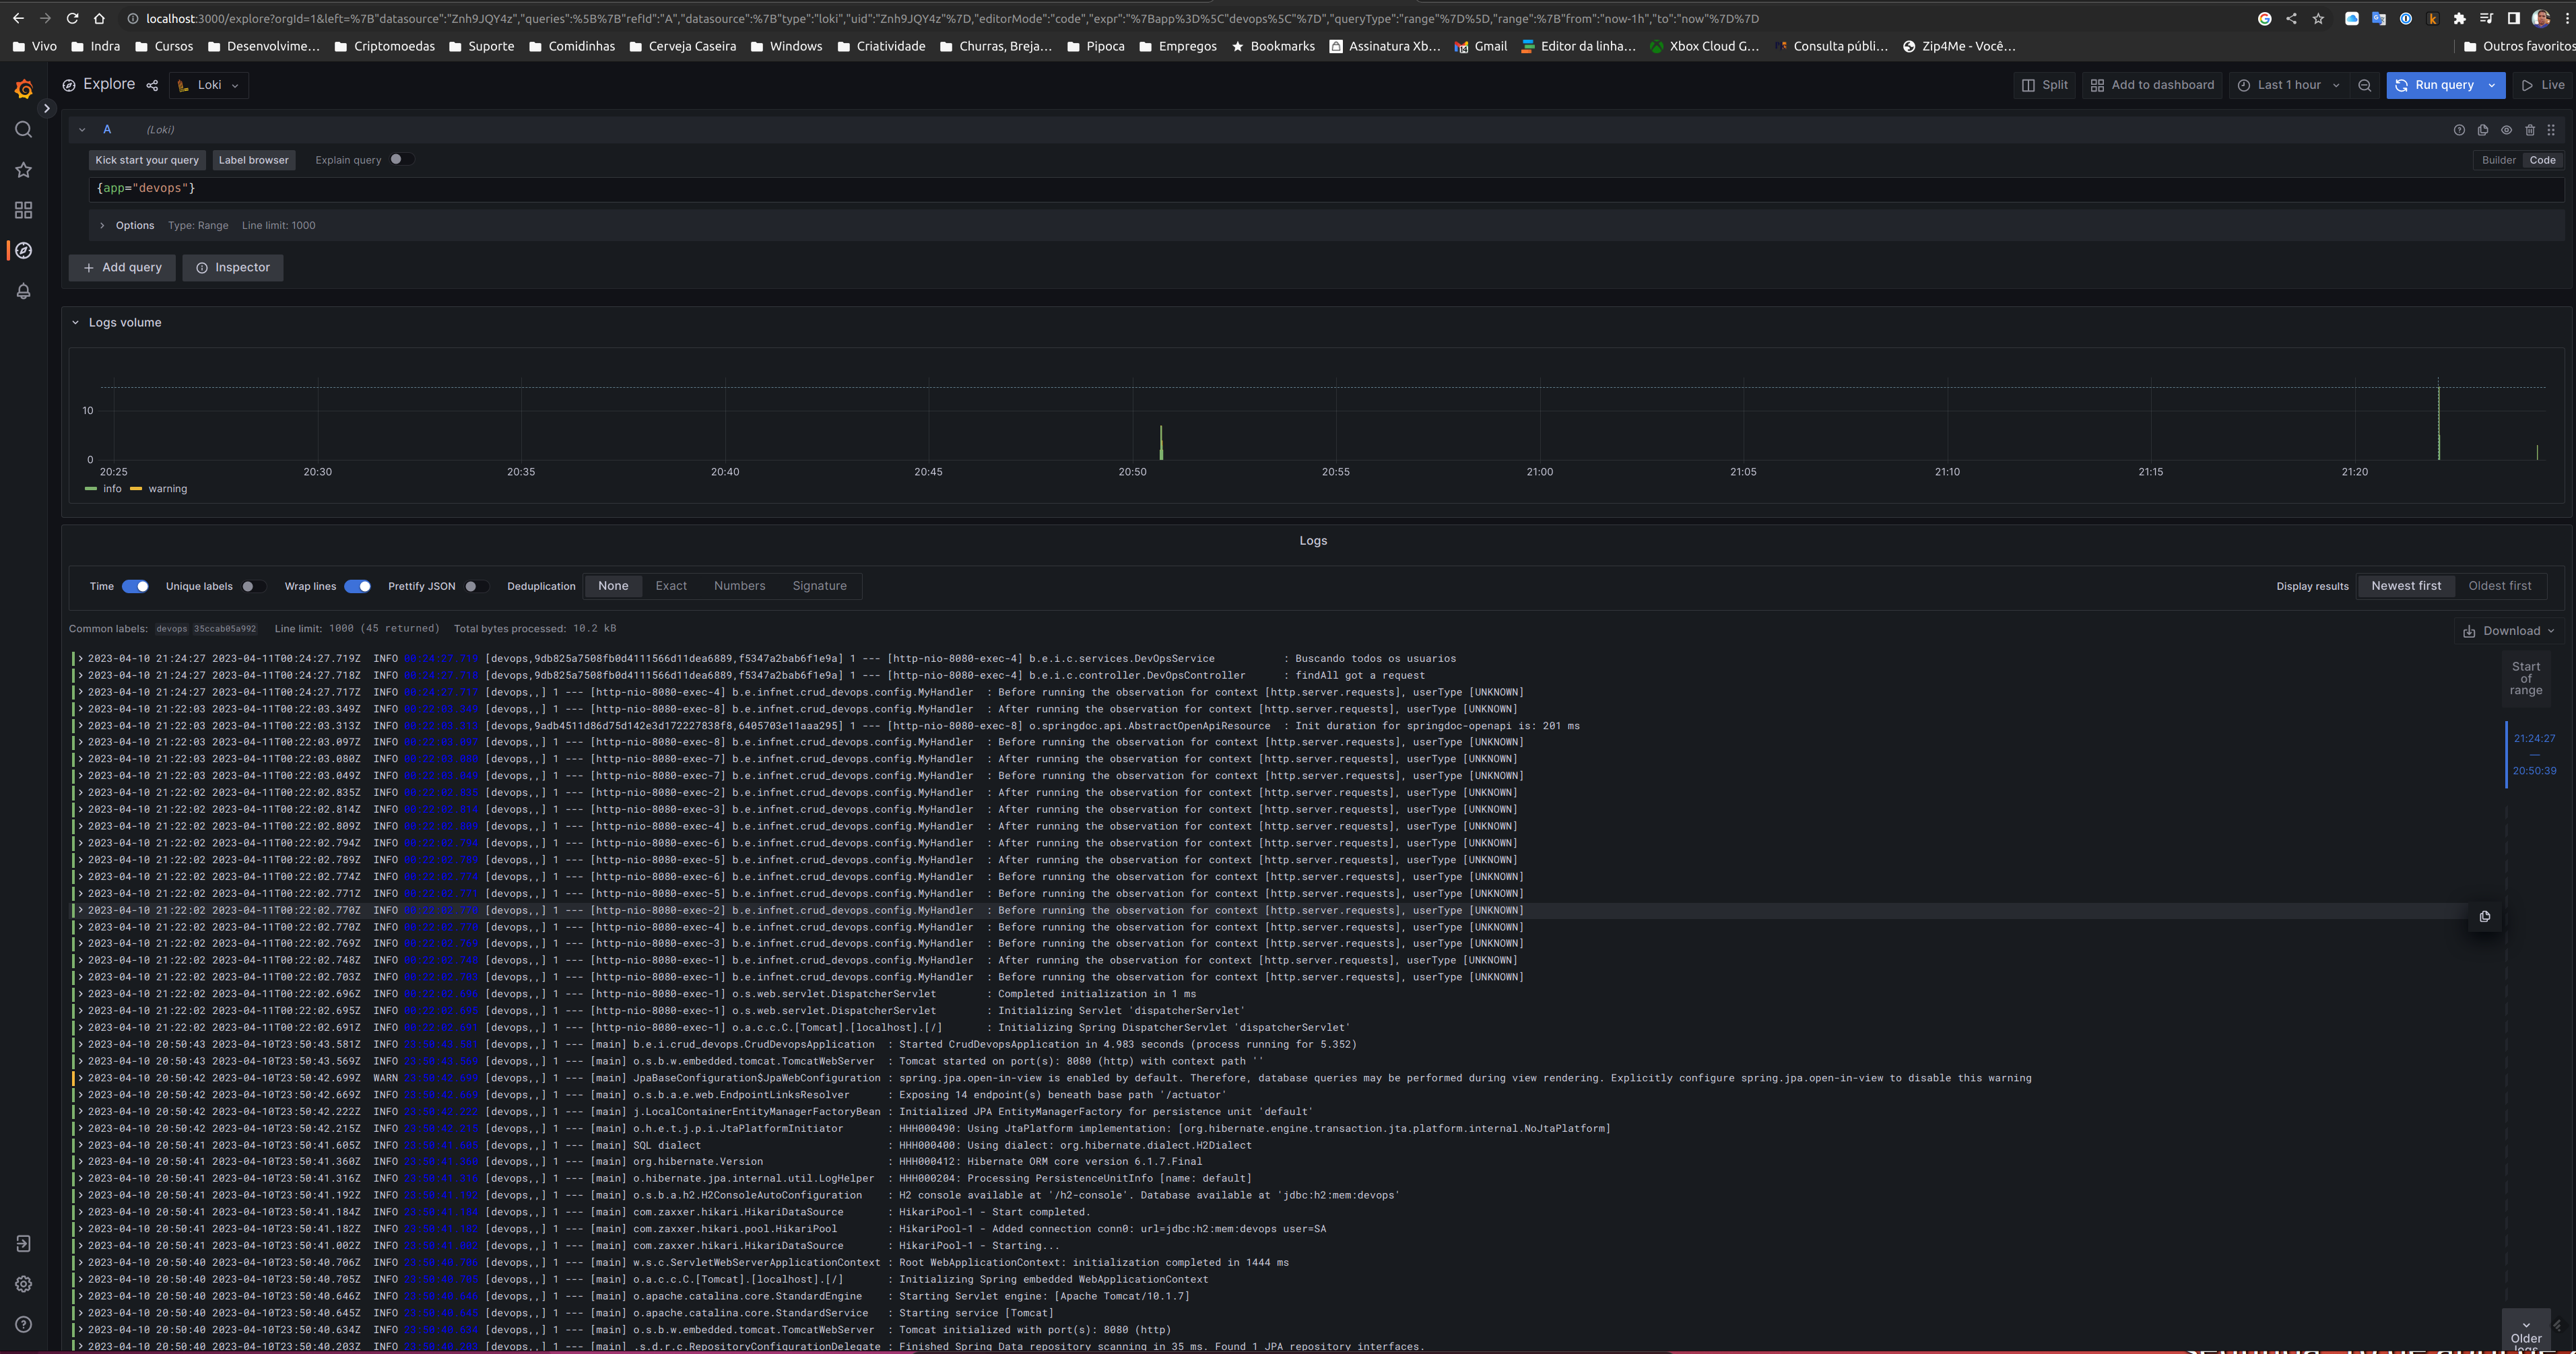 localhost:3000/explore?orgId=1&left=%7B"datasource":"Znh9JQY4z","queries":%5B%7B"refId":"A","datasource":%7B"type":"loki","uid":"Znh9JQY4z"%7D,"editorMode":"code","expr":"%7Bapp%3D%5C"devops%5C"%7D","queryType":"range"%7D%5D,"range":%7B"from":"now-1h","to":"now"%7D%7D
Vivo Indra Cursos Desenvolvime... Criptomoedas Suporte Comidinhas Cerveja Caseira Windows Criatividade Churras, Breja,... Pipoca Empregos Bookmarks Assinatura Xb... Gmail Editor da linha... Xbox Cloud G... Consulta públi... Zip4Me - Você... Outros favoritos
Explore Loki Split Add to dashboard Last 1 hour Run query Live
A (Loki)
Kick start your query Label browser Explain query Builder Code
{app="devops"}
Options Type: Range Line limit: 1000
Add query Inspector
Logs volume
10
0
20:25 20:30 20:35 20:40 20:45 20:50 20:55 21:00 21:05 21:10 21:15 21:20
info warning
Logs
Time Unique labels Wrap lines Prettify JSON Deduplication None Exact Numbers Signature Display results Newest first Oldest first
Common labels: devops 35ccab05a992 Line limit: 1000 (45 returned) Total bytes processed: 10.2 kB Download
2023-04-10 21:24:27 2023-04-11T00:24:27.719Z INFO [devops,9db825a7508fb0d4111566d11dea6889,f5347a2bab6f1e9a] 1 --- [http-nio-8080-exec-4] b.e.i.c.services.DevOpsService : Buscando todos os usuarios
2023-04-10 21:24:27 2023-04-11T00:24:27.718Z INFO [devops,9db825a7508fb0d4111566d11dea6889,f5347a2bab6f1e9a] 1 --- [http-nio-8080-exec-4] b.e.i.c.controller.DevOpsController : findAll got a request
2023-04-10 21:24:27 2023-04-11T00:24:27.717Z INFO [devops,,] 1 --- [http-nio-8080-exec-4] b.e.infnet.crud_devops.config.MyHandler : Before running the observation for context [http.server.requests], userType [UNKNOWN]
2023-04-10 21:22:03 2023-04-11T00:22:03.349Z INFO [devops,,] 1 --- [http-nio-8080-exec-8] b.e.infnet.crud_devops.config.MyHandler : After running the observation for context [http.server.requests], userType [UNKNOWN]
2023-04-10 21:22:03 2023-04-11T00:22:03.313Z INFO [devops,9adb4511d86d75d142e3d172227838f8,6405703e11aaa295] 1 --- [http-nio-8080-exec-8] o.springdoc.api.AbstractOpenApiResource : Init duration for springdoc-openapi is: 201 ms
2023-04-10 21:22:03 2023-04-11T00:22:03.097Z INFO [devops,,] 1 --- [http-nio-8080-exec-8] b.e.infnet.crud_devops.config.MyHandler : Before running the observation for context [http.server.requests], userType [UNKNOWN]
2023-04-10 21:22:03 2023-04-11T00:22:03.080Z INFO [devops,,] 1 --- [http-nio-8080-exec-7] b.e.infnet.crud_devops.config.MyHandler : After running the observation for context [http.server.requests], userType [UNKNOWN]
2023-04-10 21:22:03 2023-04-11T00:22:03.049Z INFO [devops,,] 1 --- [http-nio-8080-exec-7] b.e.infnet.crud_devops.config.MyHandler : Before running the observation for context [http.server.requests], userType [UNKNOWN]
2023-04-10 21:22:02 2023-04-11T00:22:02.835Z INFO [devops,,] 1 --- [http-nio-8080-exec-2] b.e.infnet.crud_devops.config.MyHandler : After running the observation for context [http.server.requests], userType [UNKNOWN]
2023-04-10 21:22:02 2023-04-11T00:22:02.814Z INFO [devops,,] 1 --- [http-nio-8080-exec-3] b.e.infnet.crud_devops.config.MyHandler : After running the observation for context [http.server.requests], userType [UNKNOWN]
2023-04-10 21:22:02 2023-04-11T00:22:02.809Z INFO [devops,,] 1 --- [http-nio-8080-exec-4] b.e.infnet.crud_devops.config.MyHandler : After running the observation for context [http.server.requests], userType [UNKNOWN]
2023-04-10 21:22:02 2023-04-11T00:22:02.794Z INFO [devops,,] 1 --- [http-nio-8080-exec-6] b.e.infnet.crud_devops.config.MyHandler : After running the observation for context [http.server.requests], userType [UNKNOWN]
2023-04-10 21:22:02 2023-04-11T00:22:02.789Z INFO [devops,,] 1 --- [http-nio-8080-exec-5] b.e.infnet.crud_devops.config.MyHandler : After running the observation for context [http.server.requests], userType [UNKNOWN]
2023-04-10 21:22:02 2023-04-11T00:22:02.774Z INFO [devops,,] 1 --- [http-nio-8080-exec-6] b.e.infnet.crud_devops.config.MyHandler : Before running the observation for context [http.server.requests], userType [UNKNOWN]
2023-04-10 21:22:02 2023-04-11T00:22:02.771Z INFO [devops,,] 1 --- [http-nio-8080-exec-5] b.e.infnet.crud_devops.config.MyHandler : Before running the observation for context [http.server.requests], userType [UNKNOWN]
2023-04-10 21:22:02 2023-04-11T00:22:02.770Z INFO [devops,,] 1 --- [http-nio-8080-exec-2] b.e.infnet.crud_devops.config.MyHandler : Before running the observation for context [http.server.requests], userType [UNKNOWN]
2023-04-10 21:22:02 2023-04-11T00:22:02.770Z INFO [devops,,] 1 --- [http-nio-8080-exec-4] b.e.infnet.crud_devops.config.MyHandler : Before running the observation for context [http.server.requests], userType [UNKNOWN]
2023-04-10 21:22:02 2023-04-11T00:22:02.769Z INFO [devops,,] 1 --- [http-nio-8080-exec-3] b.e.infnet.crud_devops.config.MyHandler : Before running the observation for context [http.server.requests], userType [UNKNOWN]
2023-04-10 21:22:02 2023-04-11T00:22:02.748Z INFO [devops,,] 1 --- [http-nio-8080-exec-1] b.e.infnet.crud_devops.config.MyHandler : After running the observation for context [http.server.requests], userType [UNKNOWN]
2023-04-10 21:22:02 2023-04-11T00:22:02.703Z INFO [devops,,] 1 --- [http-nio-8080-exec-1] b.e.infnet.crud_devops.config.MyHandler : Before running the observation for context [http.server.requests], userType [UNKNOWN]
2023-04-10 21:22:02 2023-04-11T00:22:02.696Z INFO [devops,,] 1 --- [http-nio-8080-exec-1] o.s.web.servlet.DispatcherServlet : Completed initialization in 1 ms
2023-04-10 21:22:02 2023-04-11T00:22:02.695Z INFO [devops,,] 1 --- [http-nio-8080-exec-1] o.s.web.servlet.DispatcherServlet : Initializing Servlet 'dispatcherServlet'
2023-04-10 21:22:02 2023-04-11T00:22:02.691Z INFO [devops,,] 1 --- [http-nio-8080-exec-1] o.a.c.c.C.[Tomcat].[localhost].[/] : Initializing Spring DispatcherServlet 'dispatcherServlet'
2023-04-10 20:50:43 2023-04-10T23:50:43.581Z INFO [devops,,] 1 --- [main] b.e.i.crud_devops.CrudDevopsApplication : Started CrudDevopsApplication in 4.983 seconds (process running for 5.352)
2023-04-10 20:50:43 2023-04-10T23:50:43.569Z INFO [devops,,] 1 --- [main] o.s.b.w.embedded.tomcat.TomcatWebServer : Tomcat started on port(s): 8080 (http) with context path ''
2023-04-10 20:50:42 2023-04-10T23:50:42.699Z WARN [devops,,] 1 --- [main] JpaBaseConfiguration$JpaWebConfiguration : spring.jpa.open-in-view is enabled by default. Therefore, database queries may be performed during view rendering. Explicitly configure spring.jpa.open-in-view to disable this warning
2023-04-10 20:50:42 2023-04-10T23:50:42.669Z INFO [devops,,] 1 --- [main] o.s.b.a.e.web.EndpointLinksResolver : Exposing 14 endpoint(s) beneath base path '/actuator'
2023-04-10 20:50:42 2023-04-10T23:50:42.222Z INFO [devops,,] 1 --- [main] j.LocalContainerEntityManagerFactoryBean : Initialized JPA EntityManagerFactory for persistence unit 'default'
2023-04-10 20:50:42 2023-04-10T23:50:42.215Z INFO [devops,,] 1 --- [main] o.h.e.t.j.p.i.JtaPlatformInitiator : HHH000490: Using JtaPlatform implementation: [org.hibernate.engine.transaction.jta.platform.internal.NoJtaPlatform]
2023-04-10 20:50:41 2023-04-10T23:50:41.605Z INFO [devops,,] 1 --- [main] SQL dialect : HHH000400: Using dialect: org.hibernate.dialect.H2Dialect
2023-04-10 20:50:41 2023-04-10T23:50:41.360Z INFO [devops,,] 1 --- [main] org.hibernate.Version : HHH000412: Hibernate ORM core version 6.1.7.Final
2023-04-10 20:50:41 2023-04-10T23:50:41.316Z INFO [devops,,] 1 --- [main] o.hibernate.jpa.internal.util.LogHelper : HHH000204: Processing PersistenceUnitInfo [name: default]
2023-04-10 20:50:41 2023-04-10T23:50:41.192Z INFO [devops,,] 1 --- [main] o.s.b.a.h2.H2ConsoleAutoConfiguration : H2 console available at '/h2-console'. Database available at 'jdbc:h2:mem:devops'
2023-04-10 20:50:41 2023-04-10T23:50:41.184Z INFO [devops,,] 1 --- [main] com.zaxxer.hikari.HikariDataSource : HikariPool-1 - Start completed.
2023-04-10 20:50:41 2023-04-10T23:50:41.182Z INFO [devops,,] 1 --- [main] com.zaxxer.hikari.pool.HikariPool : HikariPool-1 - Added connection conn0: url=jdbc:h2:mem:devops user=SA
2023-04-10 20:50:41 2023-04-10T23:50:41.002Z INFO [devops,,] 1 --- [main] com.zaxxer.hikari.HikariDataSource : HikariPool-1 - Starting...
2023-04-10 20:50:40 2023-04-10T23:50:40.706Z INFO [devops,,] 1 --- [main] w.s.c.ServletWebServerApplicationContext : Root WebApplicationContext: initialization completed in 1444 ms
2023-04-10 20:50:40 2023-04-10T23:50:40.705Z INFO [devops,,] 1 --- [main] o.a.c.c.C.[Tomcat].[localhost].[/] : Initializing Spring embedded WebApplicationContext
2023-04-10 20:50:40 2023-04-10T23:50:40.646Z INFO [devops,,] 1 --- [main] o.apache.catalina.core.StandardEngine : Starting Servlet engine: [Apache Tomcat/10.1.7]
2023-04-10 20:50:40 2023-04-10T23:50:40.645Z INFO [devops,,] 1 --- [main] o.apache.catalina.core.StandardService : Starting service [Tomcat]
2023-04-10 20:50:40 2023-04-10T23:50:40.634Z INFO [devops,,] 1 --- [main] o.s.b.w.embedded.tomcat.TomcatWebServer : Tomcat initialized with port(s): 8080 (http)
2023-04-10 20:50:40 2023-04-10T23:50:40.203Z INFO [devops,,] 1 --- [main] .s.d.r.c.RepositoryConfigurationDelegate : Finished Spring Data repository scanning in 35 ms. Found 1 JPA repository interfaces.
Start
of
range
21:24:27
—
20:50:39
Older
logs